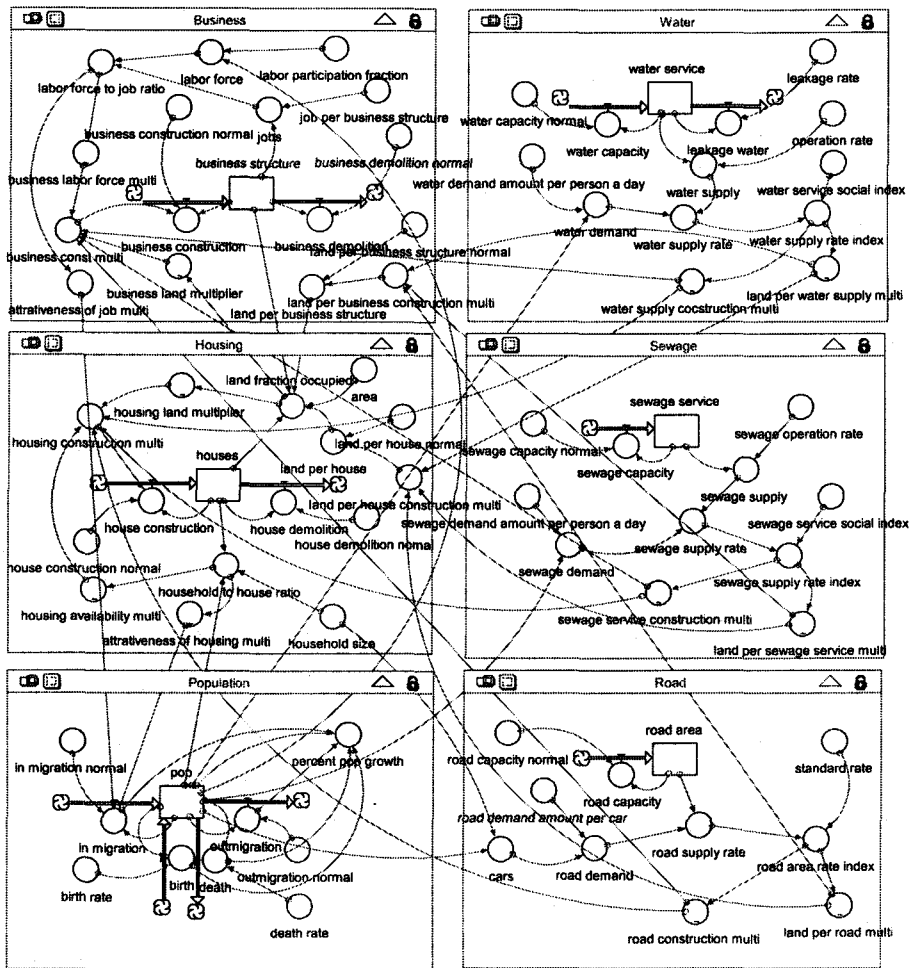 Business
labor force
labor participation fraction
labor force to job ratio
business construction normal
jobs
job per business structure
business structure
business demolition normal
business labor force multi
business construction
business demolition
land per business structure normal
business const multi
business land multiplier
land per business construction multi
attrativeness of job multi
land per business structure
Water
water service
leakage rate
water capacity normal
water capacity
leakage water
operation rate
water demand amount per person a day
water supply
water service social index
water demand
water supply rate
water supply rate index
water supply cocstruction multi
land per water supply multi
Housing
land fraction occupied
area
housing land multiplier
housing construction multi
land per house normal
houses
land per house
land per house construction multi
house construction
house demolition
house demolition nomal
house construction normal
household to house ratio
housing availability multi
attrativeness of housing multi
Household size
Sewage
sewage service
sewage operation rate
sewage capacity normal
sewage capacity
sewage supply
sewage demand amount per person a day
sewage service social index
sewage supply rate
sewage demand
sewage supply rate index
sewage servive construction multi
land per sewage service multi
Population
in migration normal
pop
percent pop growth
in migration
outmigration
birth rate
birth
death
outmigration normal
death rate
Road
road area
road capacity normal
standard rate
road capacity
road demand amount per car
road supply rate
road area rate index
cars
road demand
road construction multi
land per road multi